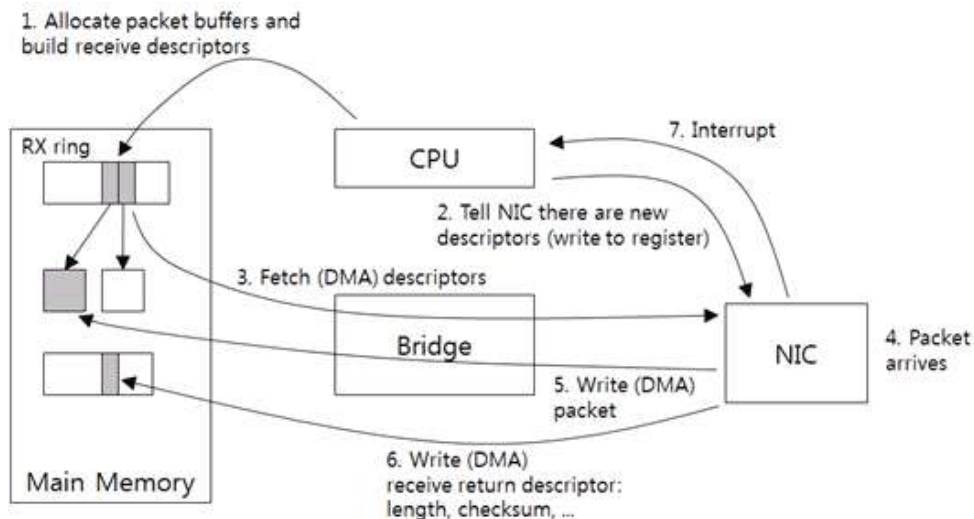 1. Allocate packet buffers and
build receive descriptors
RX ring
CPU
7. Interrupt
2. Tell NIC there are new
descriptors (write to register)
3. Fetch (DMA) descriptors
Bridge
NIC
4. Packet
arrives
5. Write (DMA)
packet
6. Write (DMA)
receive return descriptor:
length, checksum, ...
Main Memory